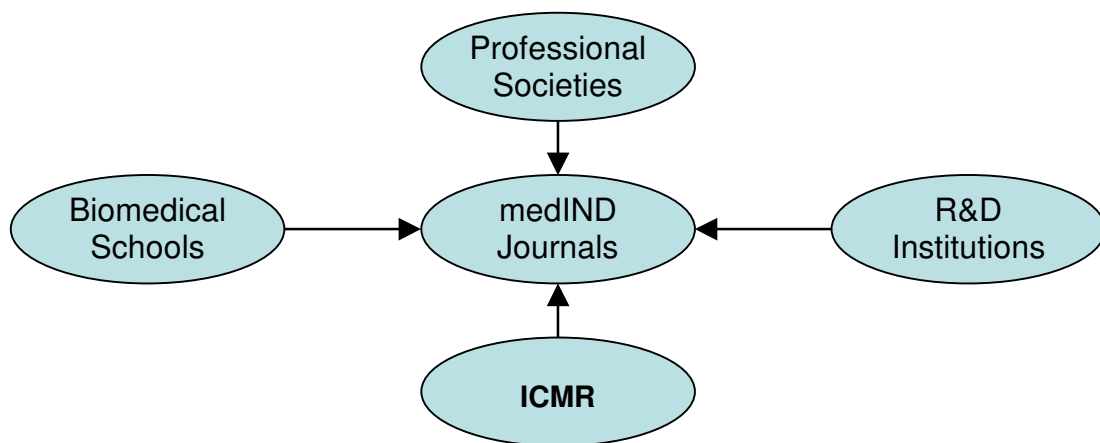 Professional
Societies
Biomedical
Schools
medIND
Journals
R&D
Institutions
ICMR